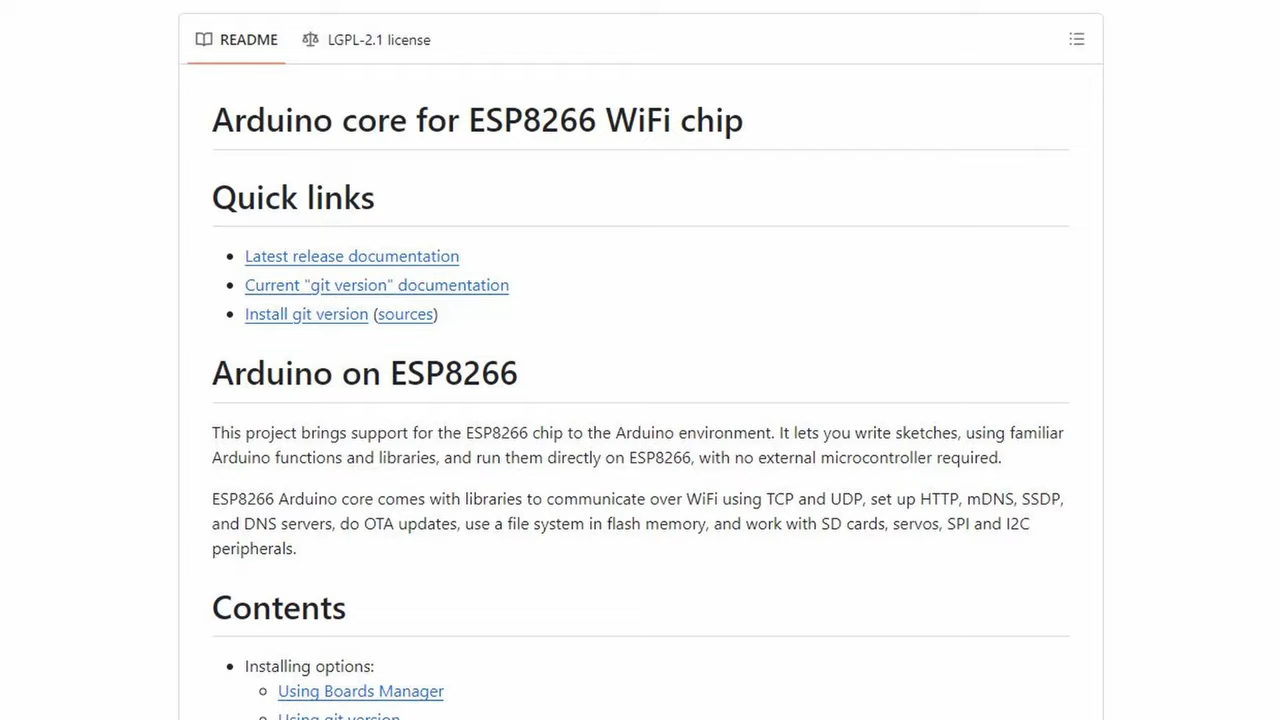 README
LGPL-2.1 license
Arduino core for ESP8266 WiFi chip
Quick links
Latest release documentation
Current "git version" documentation
Install git version (sources)
Arduino on ESP8266
This project brings support for the ESP8266 chip to the Arduino environment. It lets you write sketches, using familiar
Arduino functions and libraries, and run them directly on ESP8266, with no external microcontroller required.
ESP8266 Arduino core comes with libraries to communicate over WiFi using TCP and UDP, set up HTTP, mDNS, SSDP,
and DNS servers, do OTA updates, use a file system in flash memory, and work with SD cards, servos, SPI and I2C
peripherals.
Contents
Installing options:
Using Boards Manager
Using git version